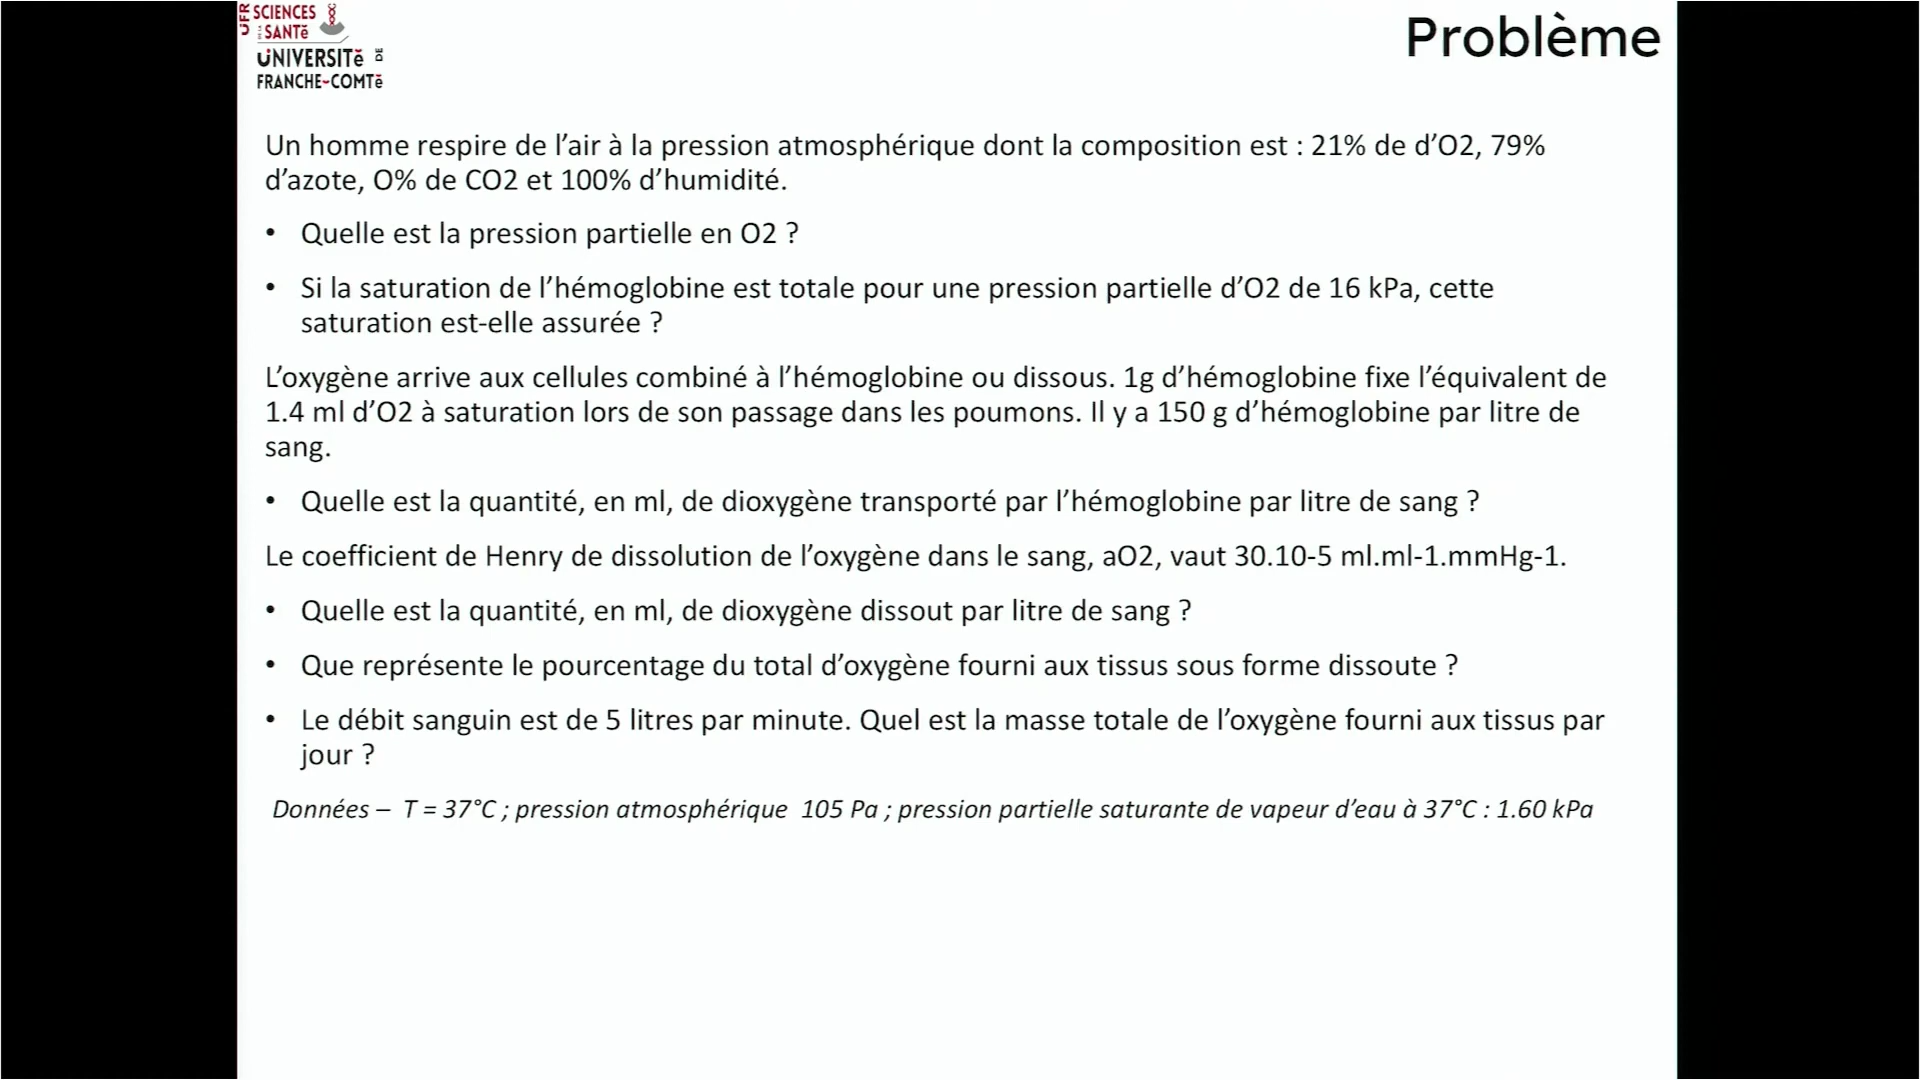 UFR SCIENCES
DE LA SANTĕ
UNIVERSITĕ DE
FRANCHE-COMTĕ
Problème
Un homme respire de l’air à la pression atmosphérique dont la composition est : 21% de d’O2, 79%
d’azote, O% de CO2 et 100% d’humidité.
• Quelle est la pression partielle en O2 ?
• Si la saturation de l’hémoglobine est totale pour une pression partielle d’O2 de 16 kPa, cette
saturation est-elle assurée ?
L’oxygène arrive aux cellules combiné à l’hémoglobine ou dissous. 1g d’hémoglobine fixe l’équivalent de
1.4 ml d’O2 à saturation lors de son passage dans les poumons. Il y a 150 g d’hémoglobine par litre de
sang.
• Quelle est la quantité, en ml, de dioxygène transporté par l’hémoglobine par litre de sang ?
Le coefficient de Henry de dissolution de l’oxygène dans le sang, aO2, vaut 30.10-5 ml.ml-1.mmHg-1.
• Quelle est la quantité, en ml, de dioxygène dissout par litre de sang ?
• Que représente le pourcentage du total d’oxygène fourni aux tissus sous forme dissoute ?
• Le débit sanguin est de 5 litres par minute. Quel est la masse totale de l’oxygène fourni aux tissus par
jour ?
Données – T = 37°C ; pression atmosphérique 105 Pa ; pression partielle saturante de vapeur d’eau à 37°C : 1.60 kPa